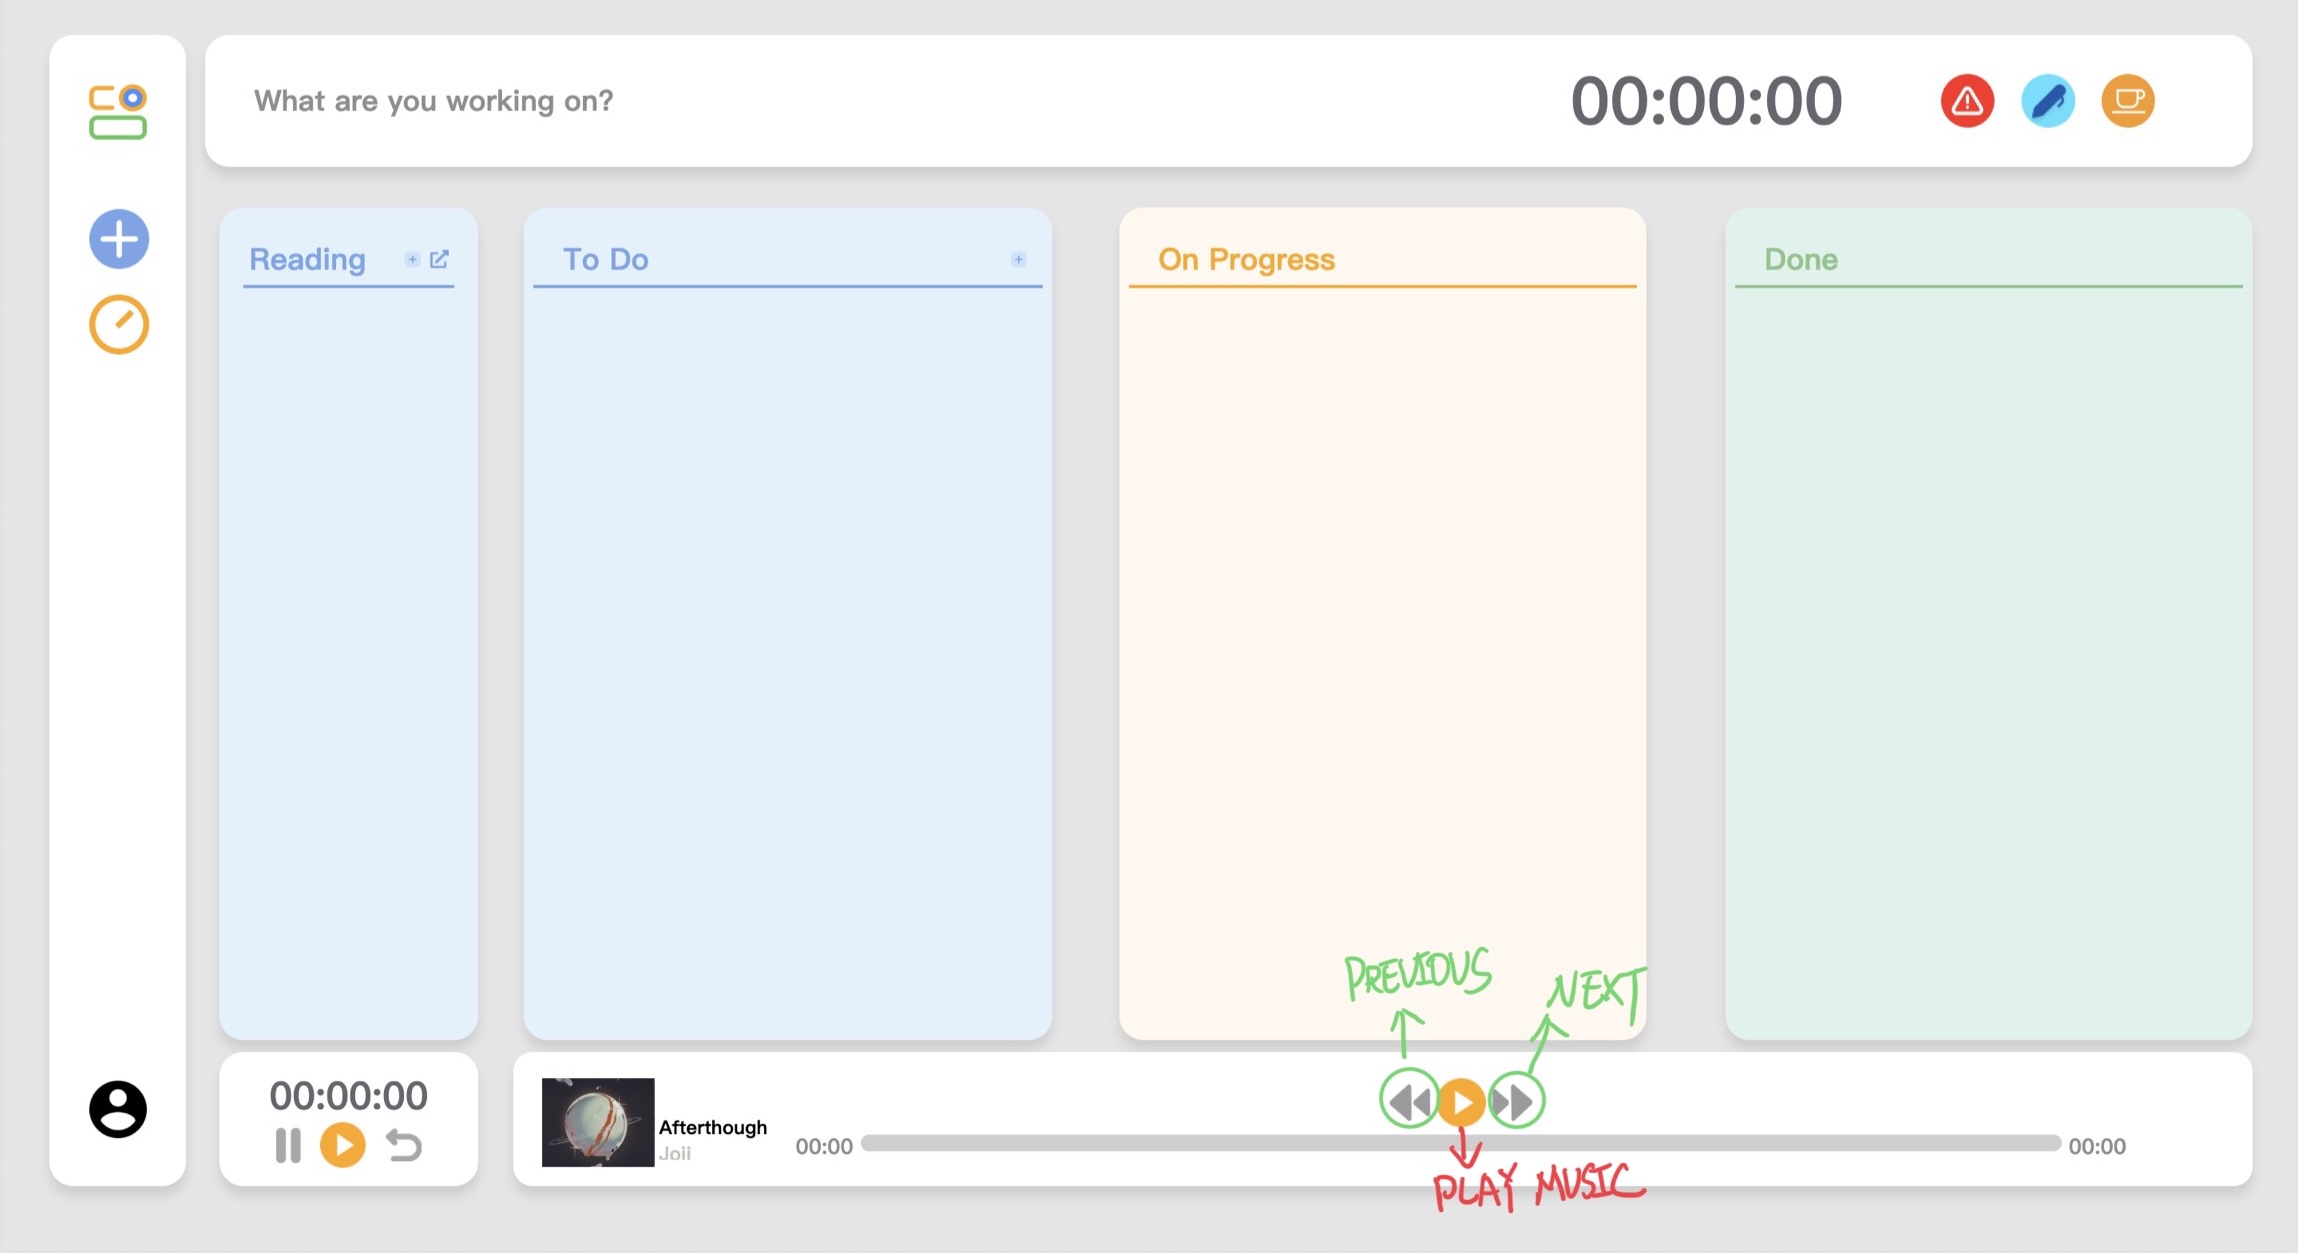 What are you working on?
00:00:00
Reading
To Do
On Progress
Done
PREVIOUS
NEXT
00:00:00
Afterthough
Joii
00:00
00:00
PLAY MUSIC